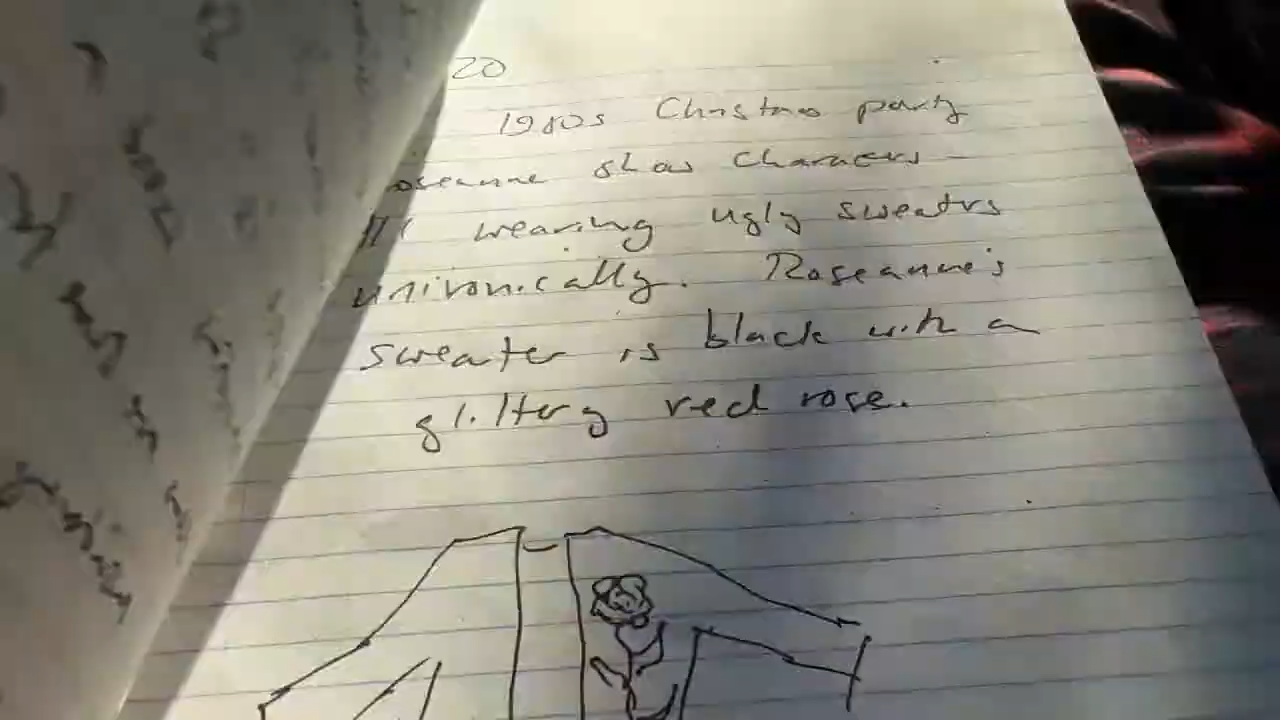 20
1980s Christmas party
oseanne show characters -
All wearing ugly sweatrs
unironically. Roseanne's
sweater is black with a
glittery red rose.